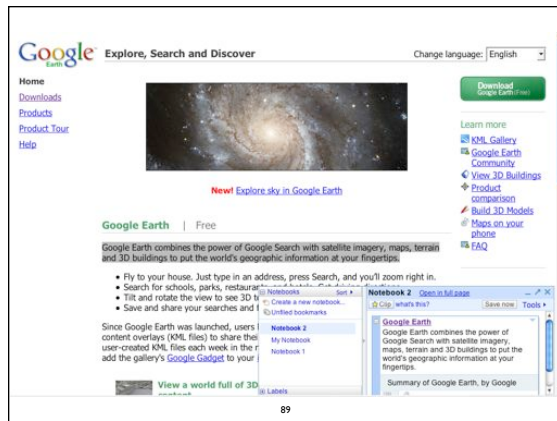 Google Earth
Explore, Search and Discover
Change language: English
Home
Downloads
Products
Product Tour
Help
New! Explore sky in Google Earth
Download
Google Earth (Free)
Learn more
KML Gallery
Google Earth
Community
View 3D Buildings
Product
comparison
Build 3D Models
Maps on your
phone
FAQ
Google Earth | Free
Google Earth combines the power of Google Search with satellite imagery, maps, terrain
and 3D buildings to put the world's geographic information at your fingertips.
• Fly to your house. Just type in an address, press Search, and you'll zoom right in.
• Search for schools, parks, restaurants, and hotels. Get driving directions.
• Tilt and rotate the view to see 3D
• Save and share your searches and
Since Google Earth was launched, users
content overlays (KML files) to share
user-created KML files each week in the
add the gallery's Google Gadget to your
View a world full of 3D
content
Notebooks
Sort
Create a new notebook...
Unfiled bookmarks
Notebook 2
My Notebook
Notebook 1
Labels
Notebook 2 Open in full page
Clip what's this? Save now Tools
Google Earth
Google Earth combines the power of
Google Search with satellite imagery,
maps, terrain and 3D buildings to put the
world's geographic information at your
fingertips.
Summary of Google Earth, by Google
89